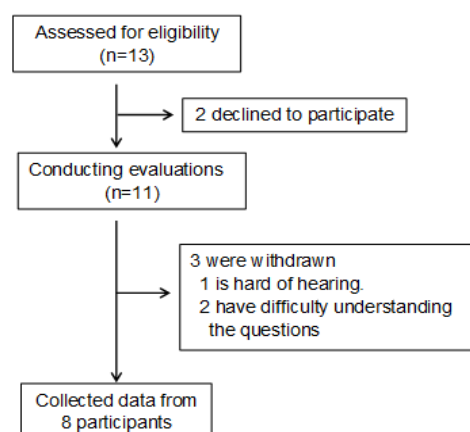 Assessed for eligibility
(n=13)
2 declined to participate
Conducting evaluations
(n=11)
3 were withdrawn
1 is hard of hearing.
2 have difficulty understanding
the questions
Collected data from
8 participants